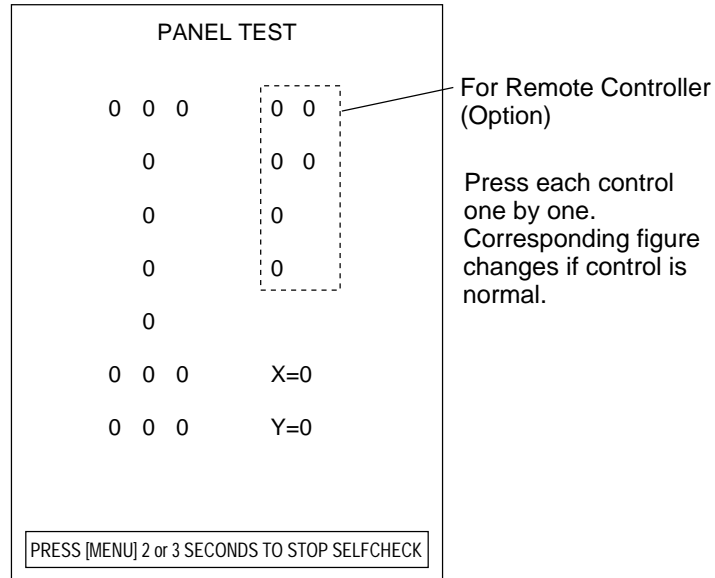 PANEL TEST
For Remote Controller
(Option)
0 0 0 0 0
0 0 0
0 0
0 0
0
0 0 0 X=0
0 0 0 Y=0
Press each control
one by one.
Corresponding figure
changes if control is
normal.
PRESS [MENU] 2 or 3 SECONDS TO STOP SELFCHECK